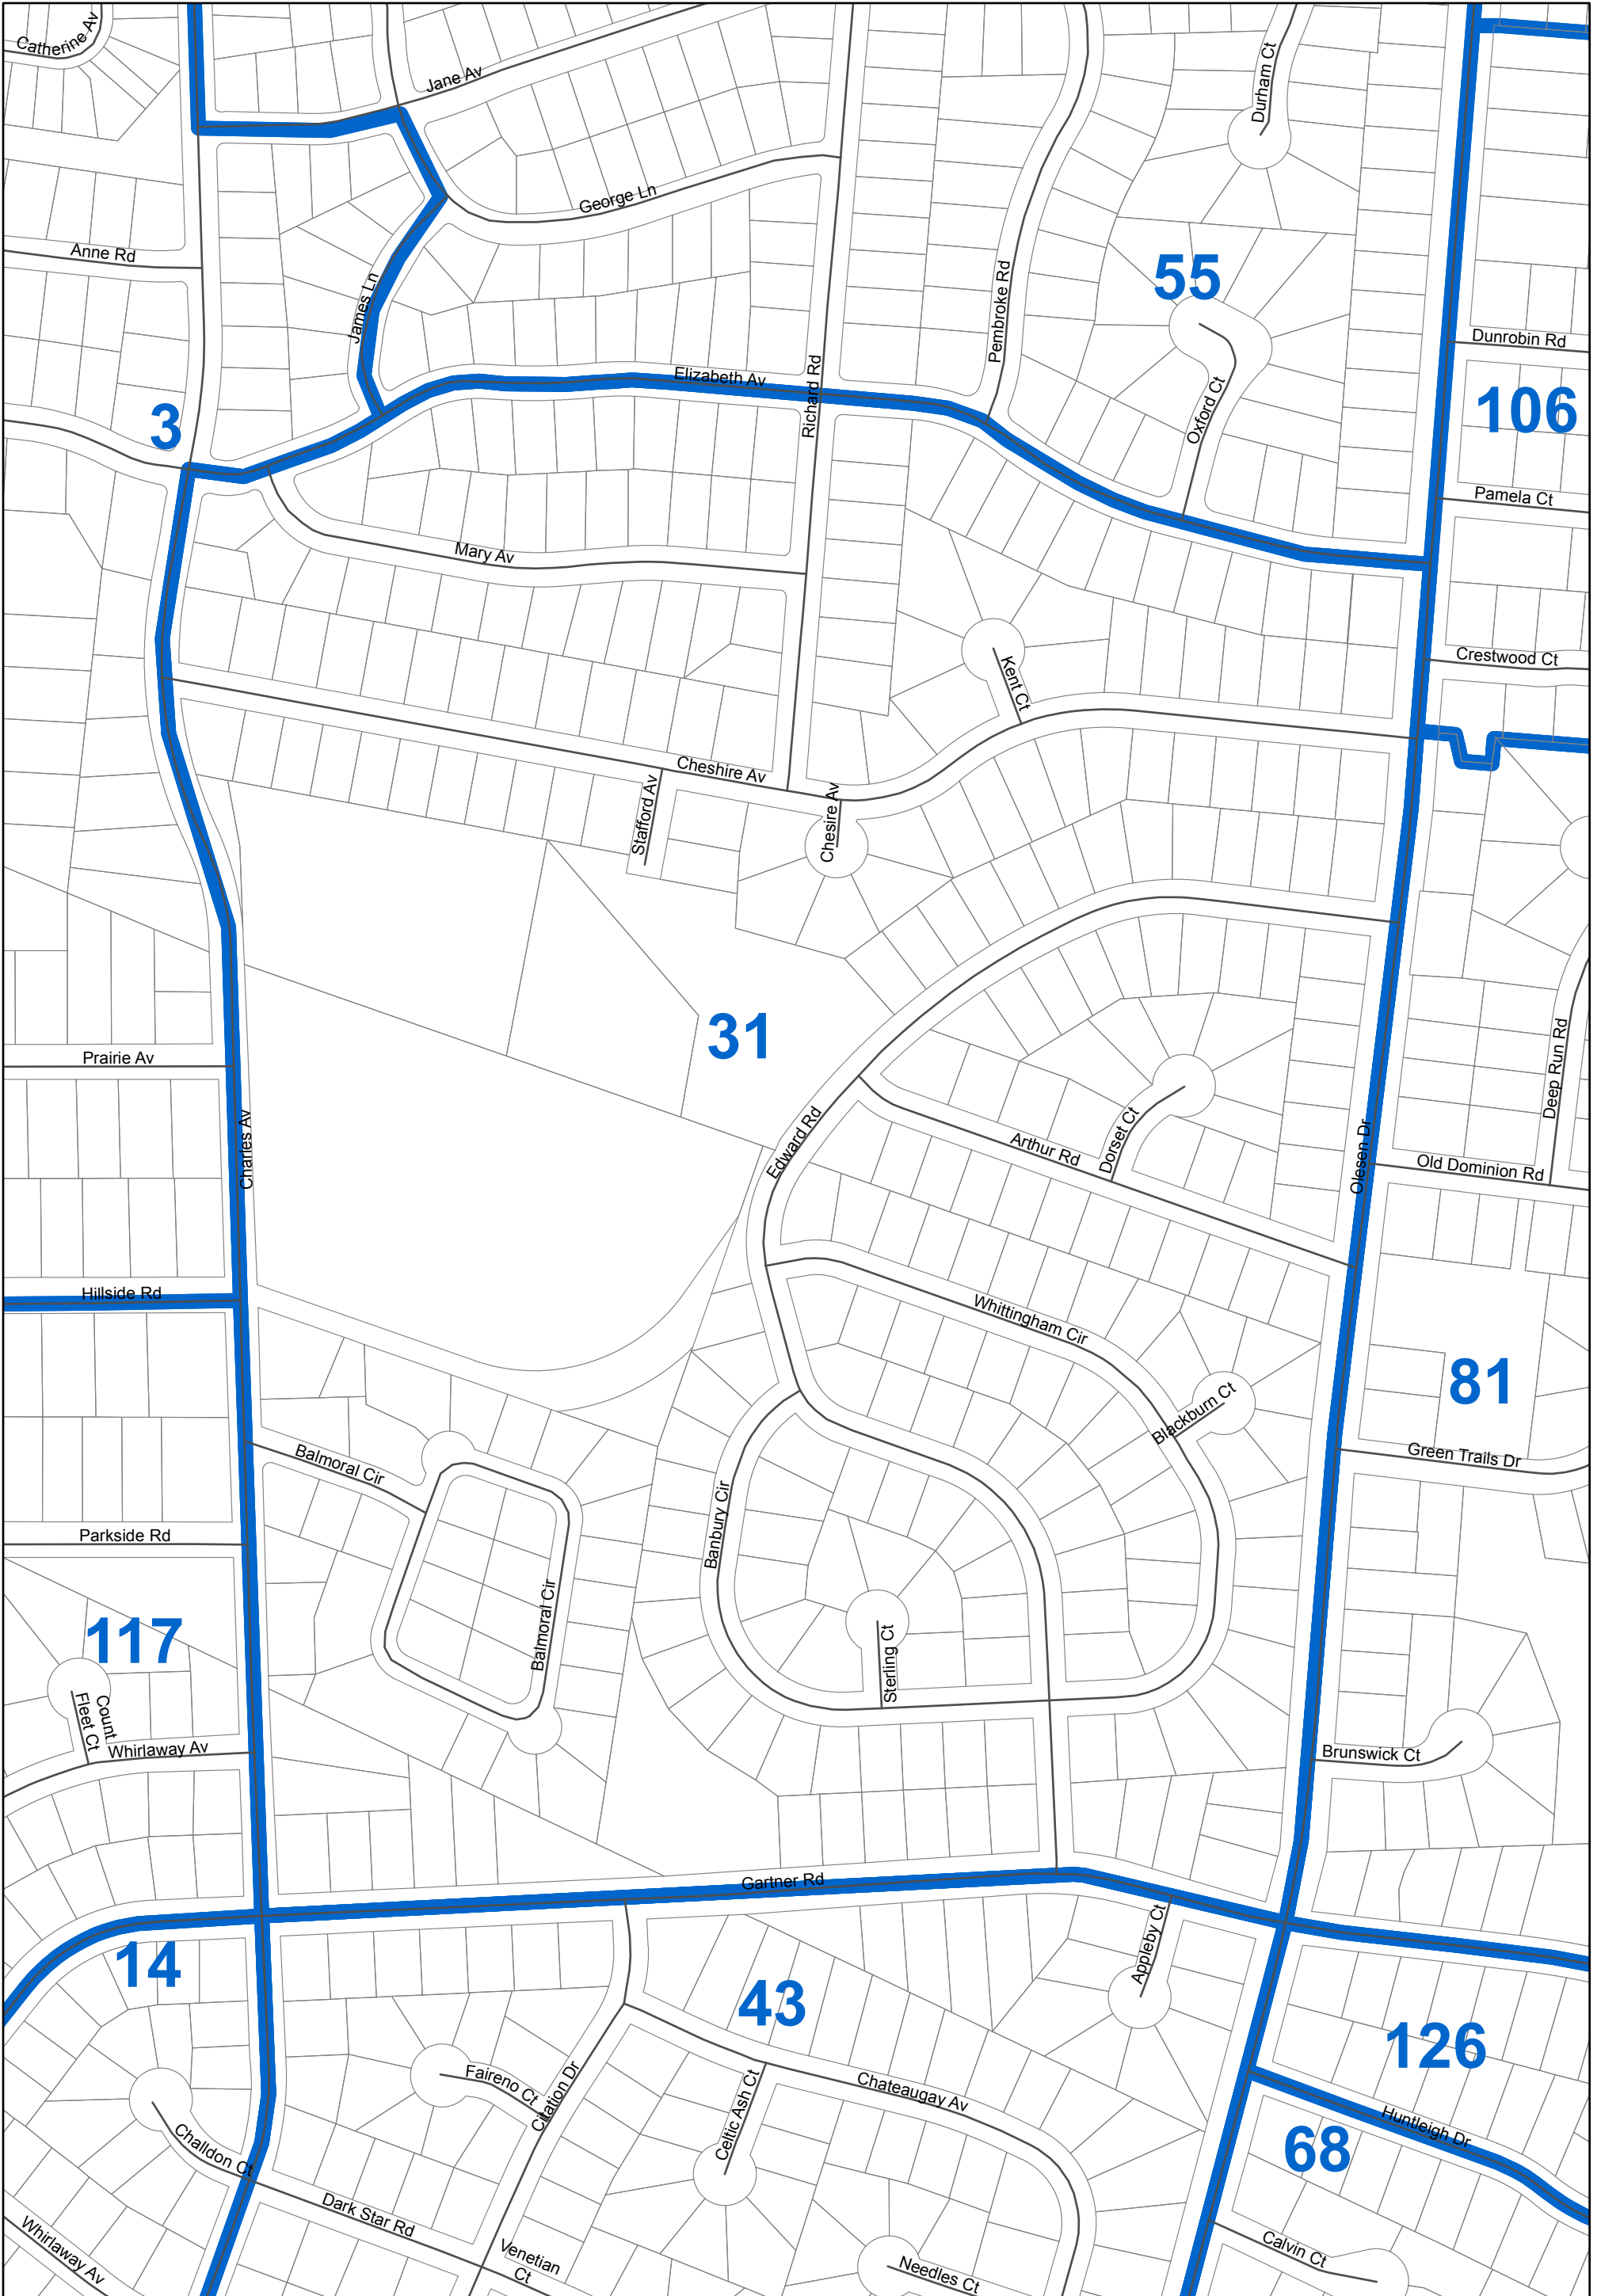 Catherine Av
Jane Av
Durham Ct
George Ln
Anne Rd
James Ln
Pembroke Rd
55
Dunrobin Rd
Elizabeth Av
Richard Rd
Oxford Ct
106
3
Pamela Ct
Mary Av
Crestwood Ct
Kent Ct
Cheshire Av
Stafford Av
Chesire Av
31
Prairie Av
Deep Run Rd
Charles Av
Edward Rd
Arthur Rd
Dorset Ct
Olesen Dr
Old Dominion Rd
Hillside Rd
Whittingham Cir
81
Blackburn Ct
Green Trails Dr
Balmoral Cir
Banbury Cir
Parkside Rd
Balmoral Cir
117
Sterling Ct
Count
Fleet Ct
Whirlaway Av
Brunswick Ct
Gartner Rd
14
Appleby Ct
43
126
Faireno Ct
Citation Dr
Celtic Ash Ct
Chateaugay Av
Huntleigh Dr
68
Challdon Ct
Dark Star Rd
Whirlaway Av
Venetian
Ct
Needles Ct
Calvin Ct